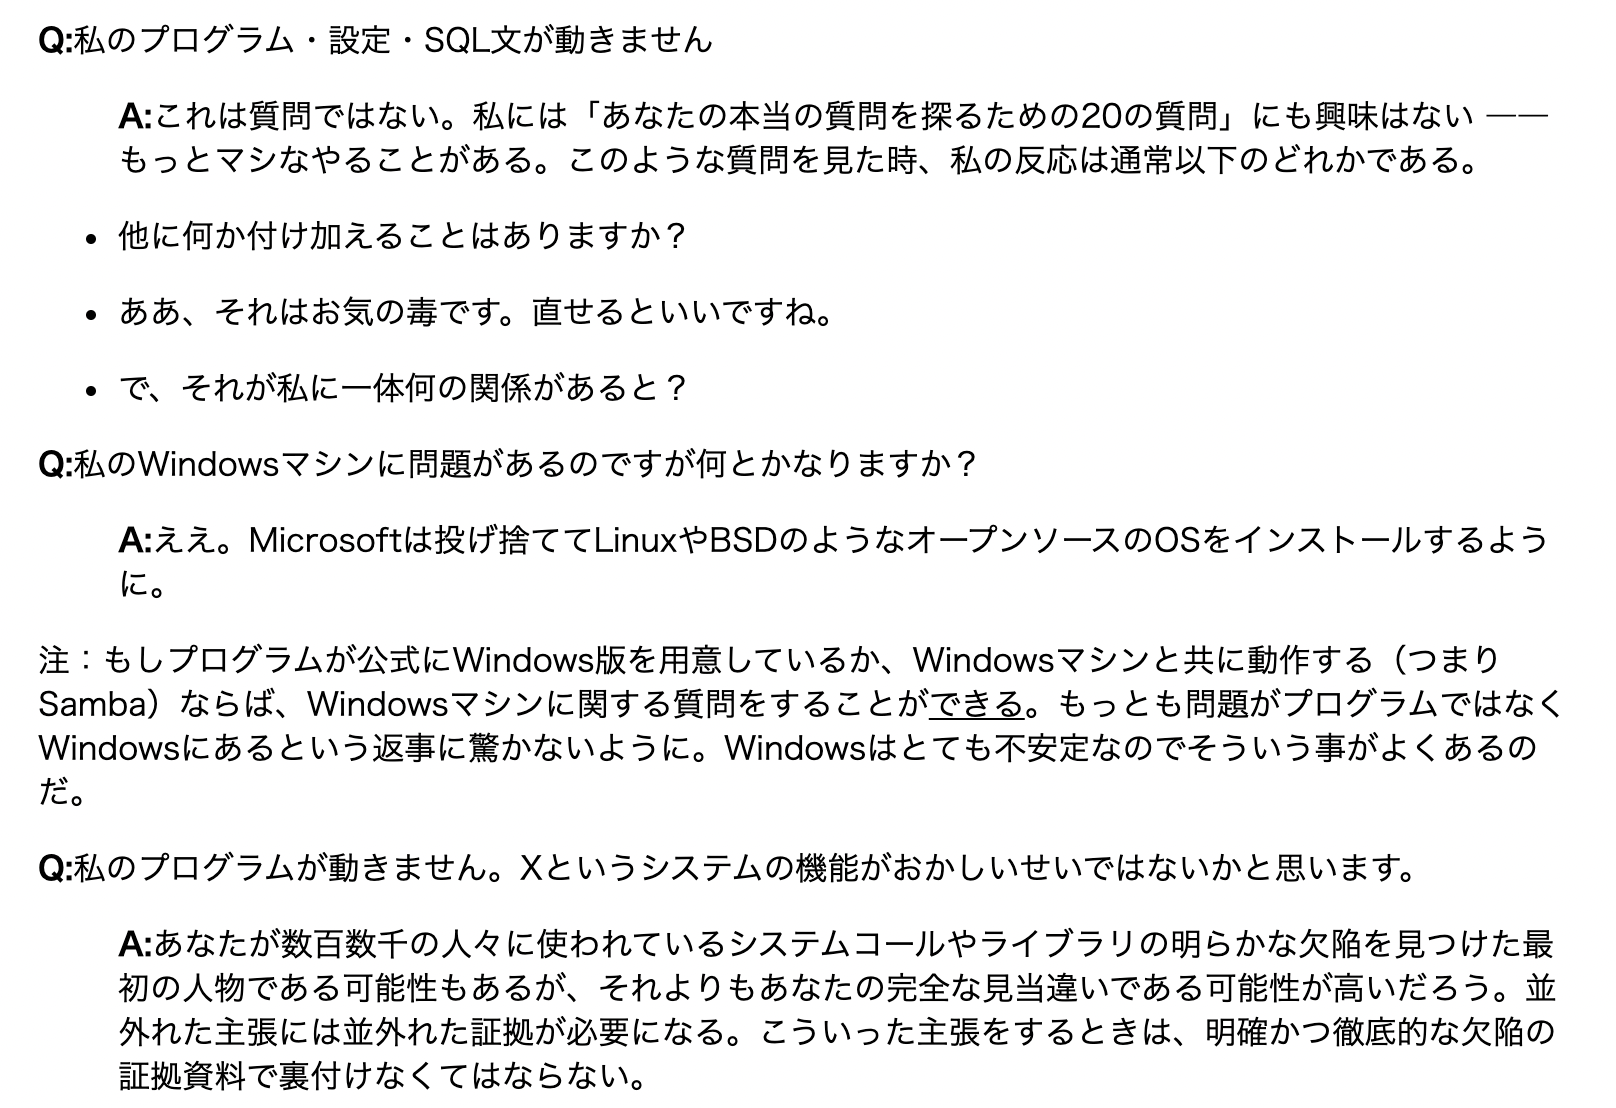 Q:私のプログラム・設定・SQL文が動きません
A:これは質問ではない。私には「あなたの本当の質問を探るための20の質問」にも興味はない ——
もっとマシなやることがある。このような質問を見た時、私の反応は通常以下のどれかである。
• 他に何か付け加えることはありますか？
• ああ、それはお気の毒です。直せるといいですね。
• で、それが私に一体何の関係があると？
Q:私のWindowsマシンに問題があるのですが何とかなりますか？
A:ええ。Microsoftは投げ捨ててLinuxやBSDのようなオープンソースのOSをインストールするよう
に。
注：もしプログラムが公式にWindows版を用意しているか、Windowsマシンと共に動作する（つまり
Samba）ならば、Windowsマシンに関する質問をすることができる。もっとも問題がプログラムではなく
Windowsにあるという返事に驚かないように。Windowsはとても不安定なのでそういう事がよくあるの
だ。
Q:私のプログラムが動きません。Xというシステムの機能がおかしいせいではないかと思います。
A:あなたが数百数千の人々に使われているシステムコールやライブラリの明らかな欠陥を見つけた最
初の人物である可能性もあるが、それよりもあなたの完全な見当違いである可能性が高いだろう。並
外れた主張には並外れた証拠が必要になる。こういった主張をするときは、明確かつ徹底的な欠陥の
証拠資料で裏付けなくてはならない。